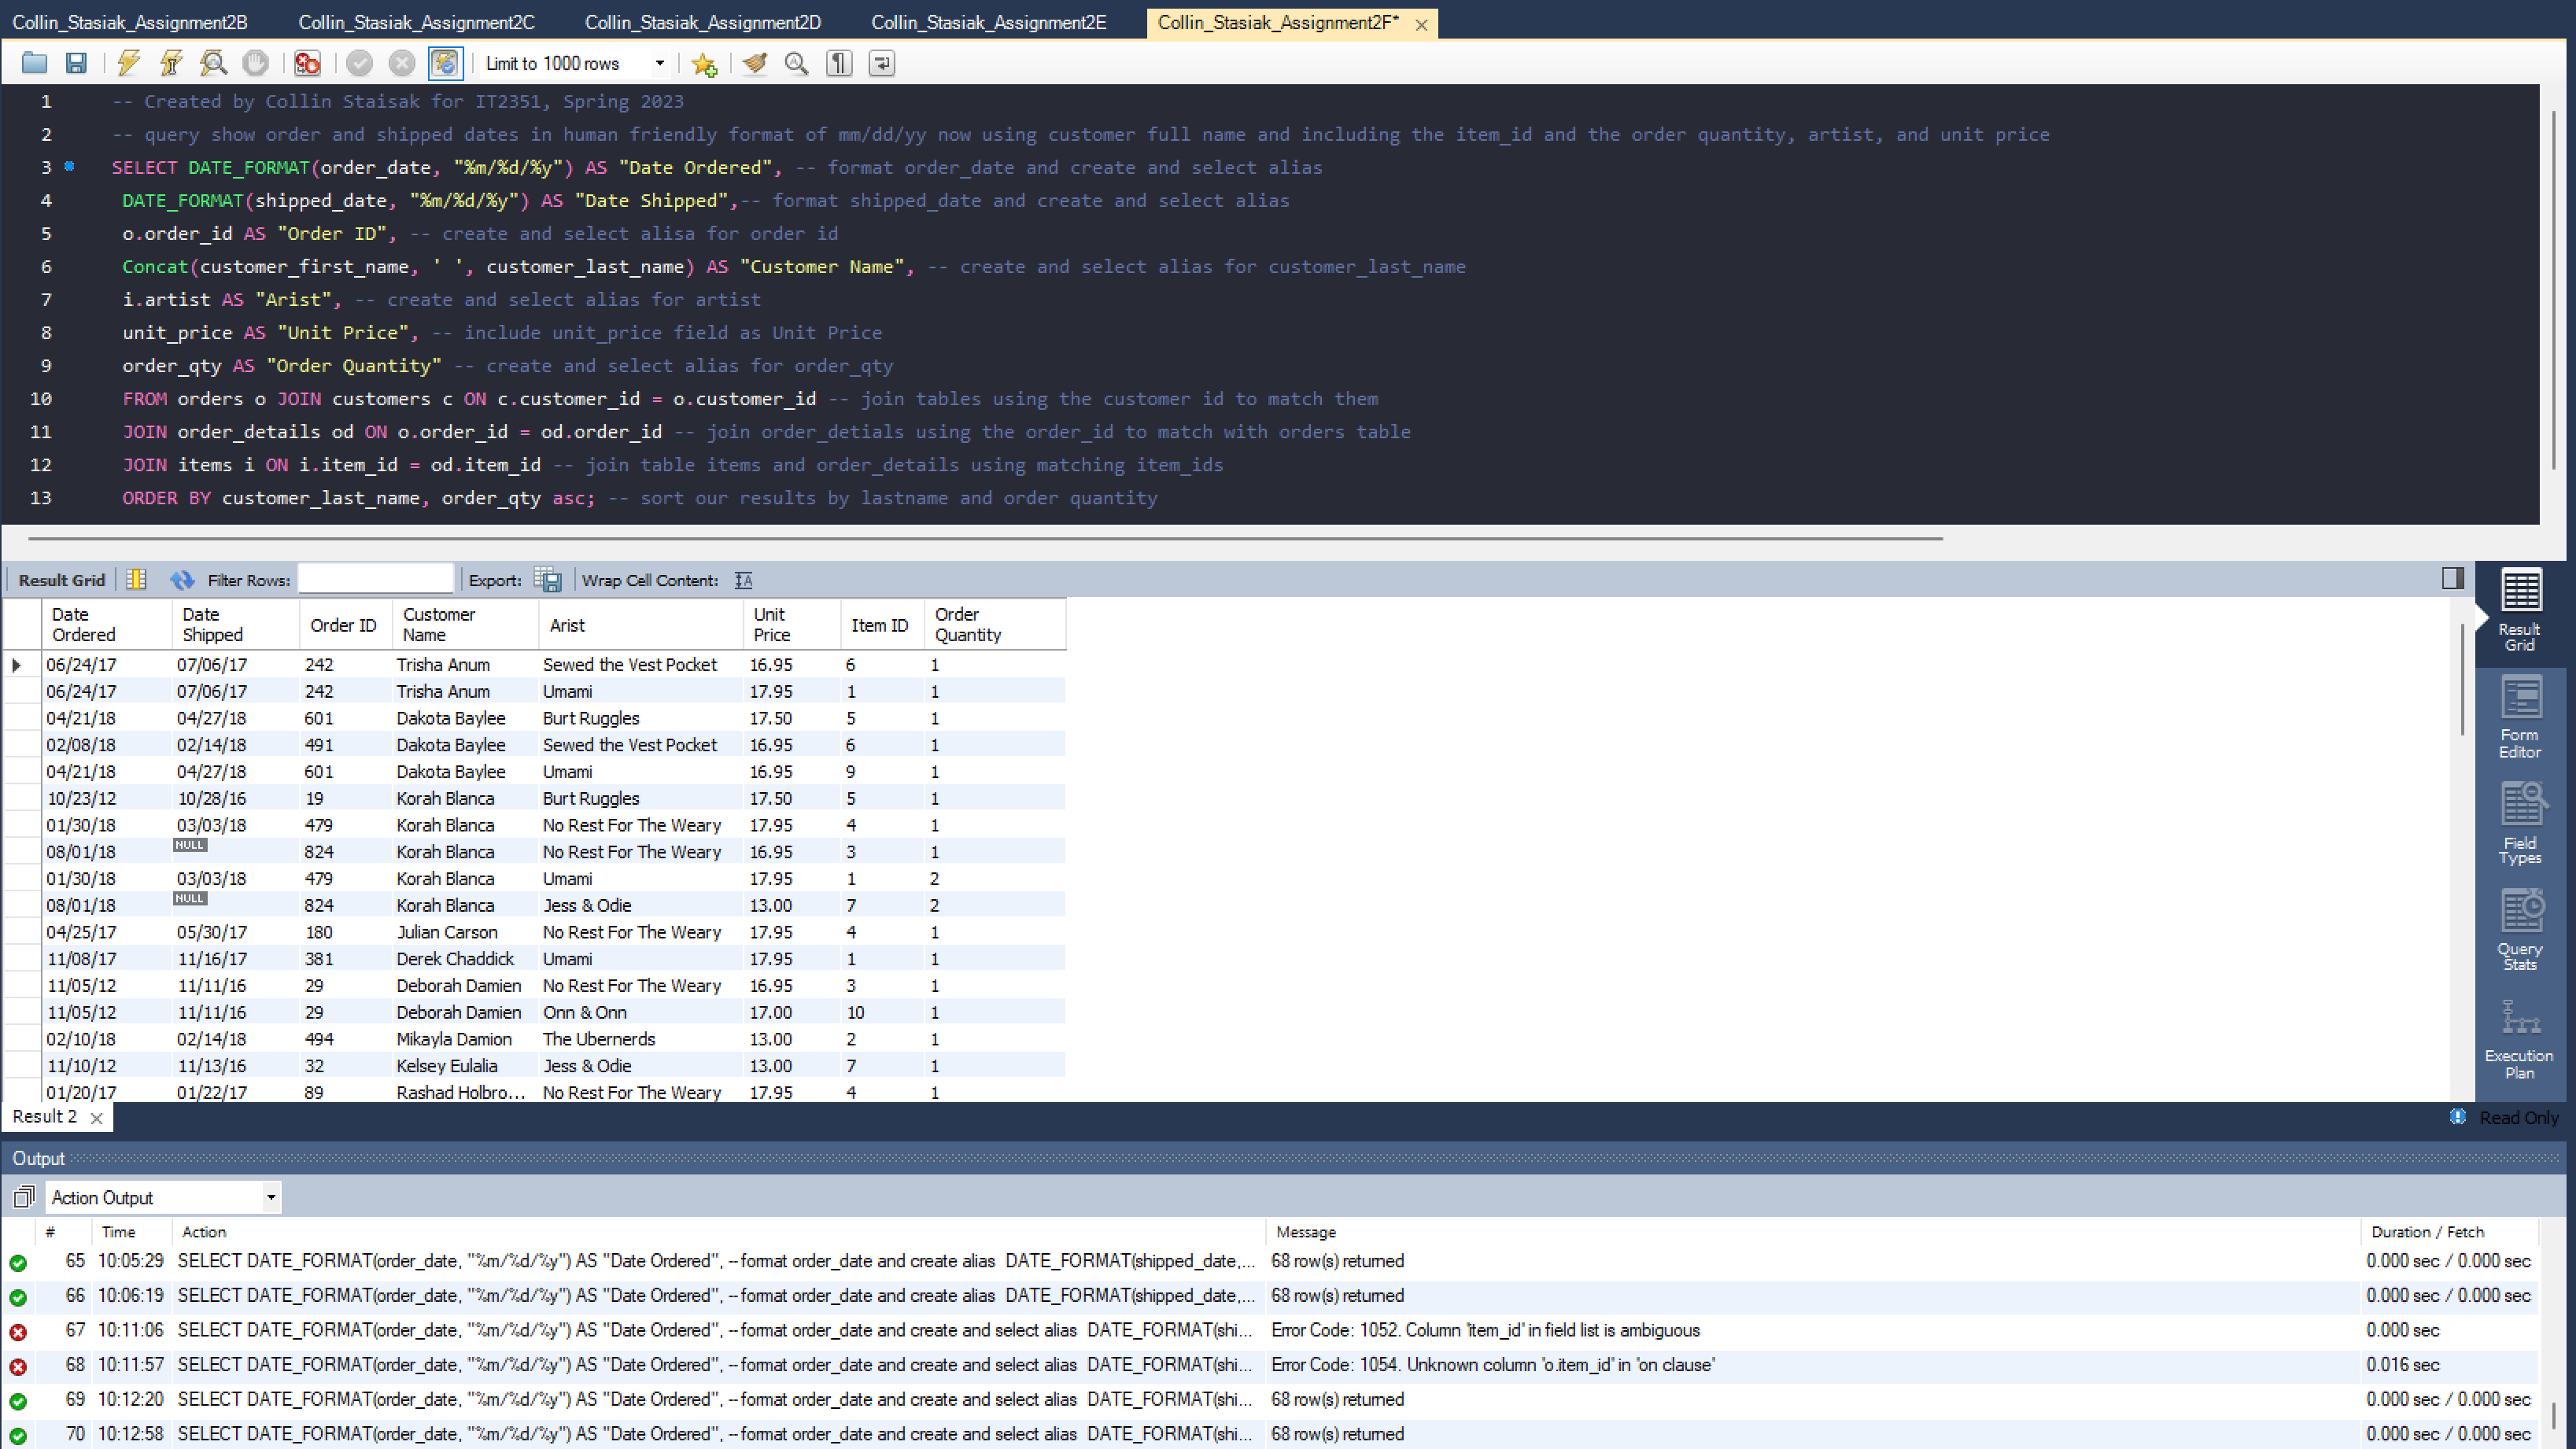 Collin_Stasiak_Assignment2B Collin_Stasiak_Assignment2C Collin_Stasiak_Assignment2D Collin_Stasiak_Assignment2E Collin_Stasiak_Assignment2F*
Limit to 1000 rows
1 -- Created by Collin Staisak for IT2351, Spring 2023
2 -- query show order and shipped dates in human friendly format of mm/dd/yy now using customer full name and including the item_id and the order quantity, artist, and unit price
3 SELECT DATE_FORMAT(order_date, "%m/%d/%y") AS "Date Ordered", -- format order_date and create and select alias
4 DATE_FORMAT(shipped_date, "%m/%d/%y") AS "Date Shipped",-- format shipped_date and create and select alias
5 o.order_id AS "Order ID", -- create and select alisa for order id
6 Concat(customer_first_name, ' ', customer_last_name) AS "Customer Name", -- create and select alias for customer_last_name
7 i.artist AS "Arist", -- create and select alias for artist
8 unit_price AS "Unit Price", -- include unit_price field as Unit Price
9 order_qty AS "Order Quantity" -- create and select alias for order_qty
10 FROM orders o JOIN customers c ON c.customer_id = o.customer_id -- join tables using the customer id to match them
11 JOIN order_details od ON o.order_id = od.order_id -- join order_detials using the order_id to match with orders table
12 JOIN items i ON i.item_id = od.item_id -- join table items and order_details using matching item_ids
13 ORDER BY customer_last_name, order_qty asc; -- sort our results by lastname and order quantity
Result Grid Filter Rows: Export: Wrap Cell Content:
Date Ordered Date Shipped Order ID Customer Name Arist Unit Price Item ID Order Quantity
06/24/17 07/06/17 242 Trisha Anum Sewed the Vest Pocket 16.95 6 1
06/24/17 07/06/17 242 Trisha Anum Umami 17.95 1 1
04/21/18 04/27/18 601 Dakota Baylee Burt Ruggles 17.50 5 1
02/08/18 02/14/18 491 Dakota Baylee Sewed the Vest Pocket 16.95 6 1
04/21/18 04/27/18 601 Dakota Baylee Umami 16.95 9 1
10/23/12 10/28/16 19 Korah Blanca Burt Ruggles 17.50 5 1
01/30/18 03/03/18 479 Korah Blanca No Rest For The Weary 17.95 4 1
08/01/18 NULL 824 Korah Blanca No Rest For The Weary 16.95 3 1
01/30/18 03/03/18 479 Korah Blanca Umami 17.95 1 2
08/01/18 NULL 824 Korah Blanca Jess & Odie 13.00 7 2
04/25/17 05/30/17 180 Julian Carson No Rest For The Weary 17.95 4 1
11/08/17 11/16/17 381 Derek Chaddick Umami 17.95 1 1
11/05/12 11/11/16 29 Deborah Damien No Rest For The Weary 16.95 3 1
11/05/12 11/11/16 29 Deborah Damien Onn & Onn 17.00 10 1
02/10/18 02/14/18 494 Mikayla Damion The Ubernerds 13.00 2 1
11/10/12 11/13/16 32 Kelsey Eulalia Jess & Odie 13.00 7 1
01/20/17 01/22/17 89 Rashad Holbro... No Rest For The Weary 17.95 4 1
Result Grid
Form Editor
Field Types
Query Stats
Execution Plan
Result 2 Read Only
Output
Action Output
# Time Action Message Duration / Fetch
65 10:05:29 SELECT DATE_FORMAT(order_date, "%m/%d/%y") AS "Date Ordered", -- format order_date and create alias DATE_FORMAT(shipped_date,... 68 row(s) returned 0.000 sec / 0.000 sec
66 10:06:19 SELECT DATE_FORMAT(order_date, "%m/%d/%y") AS "Date Ordered", -- format order_date and create alias DATE_FORMAT(shipped_date,... 68 row(s) returned 0.000 sec / 0.000 sec
67 10:11:06 SELECT DATE_FORMAT(order_date, "%m/%d/%y") AS "Date Ordered", -- format order_date and create and select alias DATE_FORMAT(shi... Error Code: 1052. Column 'item_id' in field list is ambiguous 0.000 sec
68 10:11:57 SELECT DATE_FORMAT(order_date, "%m/%d/%y") AS "Date Ordered", -- format order_date and create and select alias DATE_FORMAT(shi... Error Code: 1054. Unknown column 'o.item_id' in 'on clause' 0.016 sec
69 10:12:20 SELECT DATE_FORMAT(order_date, "%m/%d/%y") AS "Date Ordered", -- format order_date and create and select alias DATE_FORMAT(shi... 68 row(s) returned 0.000 sec / 0.000 sec
70 10:12:58 SELECT DATE_FORMAT(order_date, "%m/%d/%y") AS "Date Ordered", -- format order_date and create and select alias DATE_FORMAT(shi... 68 row(s) returned 0.000 sec / 0.000 sec